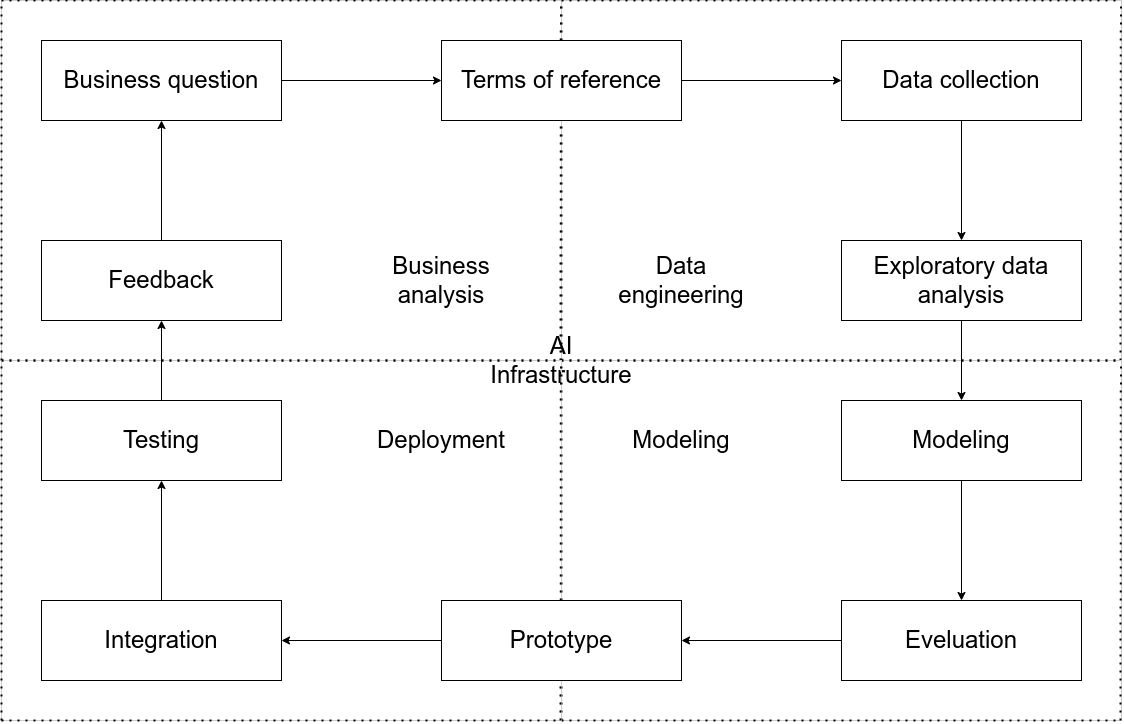 Business question
Terms of reference
Data collection
Feedback
Business
analysis
Data
engineering
Exploratory data
analysis
AI
Infrastructure
Testing
Deployment
Modeling
Modeling
Integration
Prototype
Eveluation